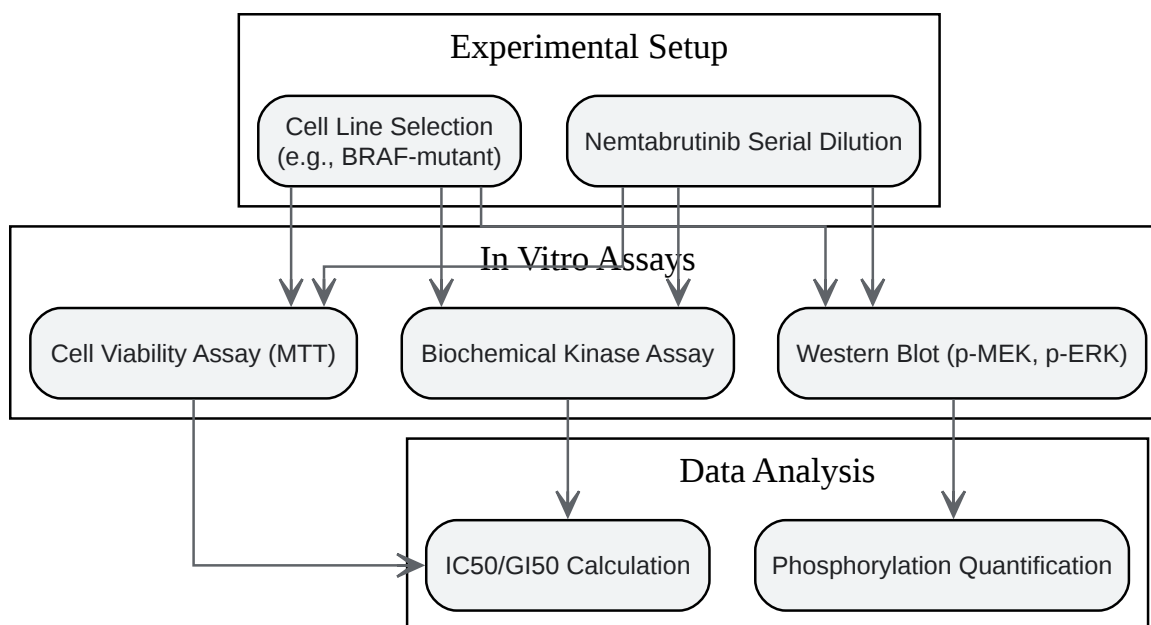 Experimental Setup
Cell Line Selection
(e.g., BRAF-mutant)
Nemtabrutinib Serial Dilution
In Vitro Assays
Cell Viability Assay (MTT)
Biochemical Kinase Assay
Western Blot (p-MEK, p-ERK)
Data Analysis
IC50/GI50 Calculation
Phosphorylation Quantification